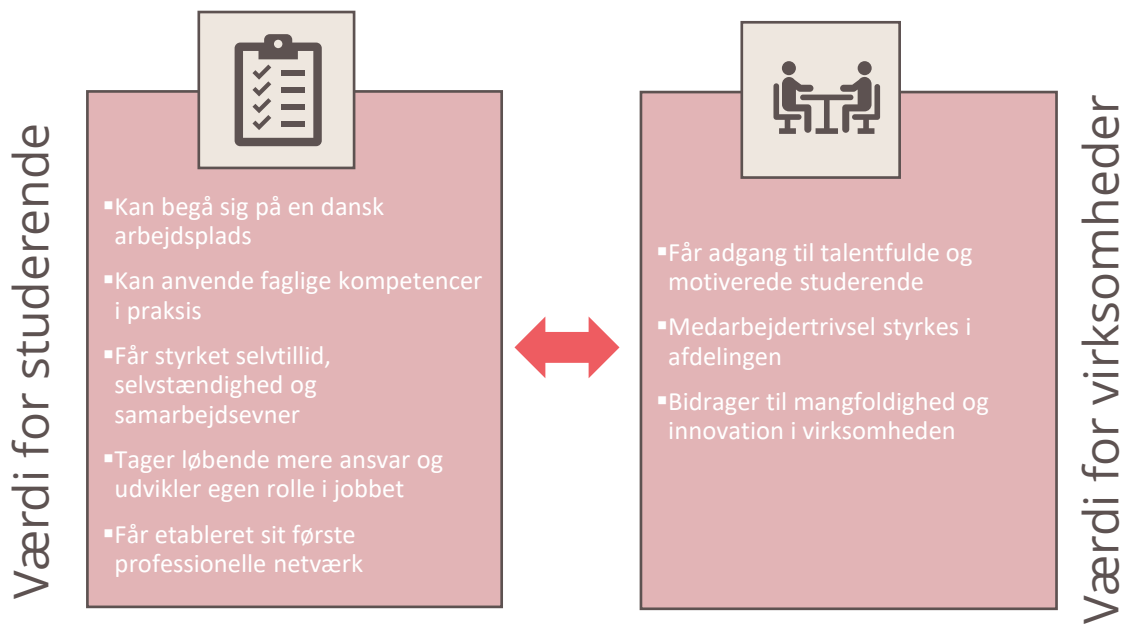 Værdi for studerende
▪Kan begå sig på en dansk
arbejdsplads
▪Kan anvende faglige kompetencer
i praksis
▪Får styrket selvtillid,
selvstændighed og
samarbejdsevner
▪Tager løbende mere ansvar og
udvikler egen rolle i jobbet
▪Får etableret sit første
professionelle netværk
▪Får adgang til talentfulde og
motiverede studerende
▪Medarbejdertrivsel styrkes i
afdelingen
▪Bidrager til mangfoldighed og
innovation i virksomheden
Værdi for virksomheder